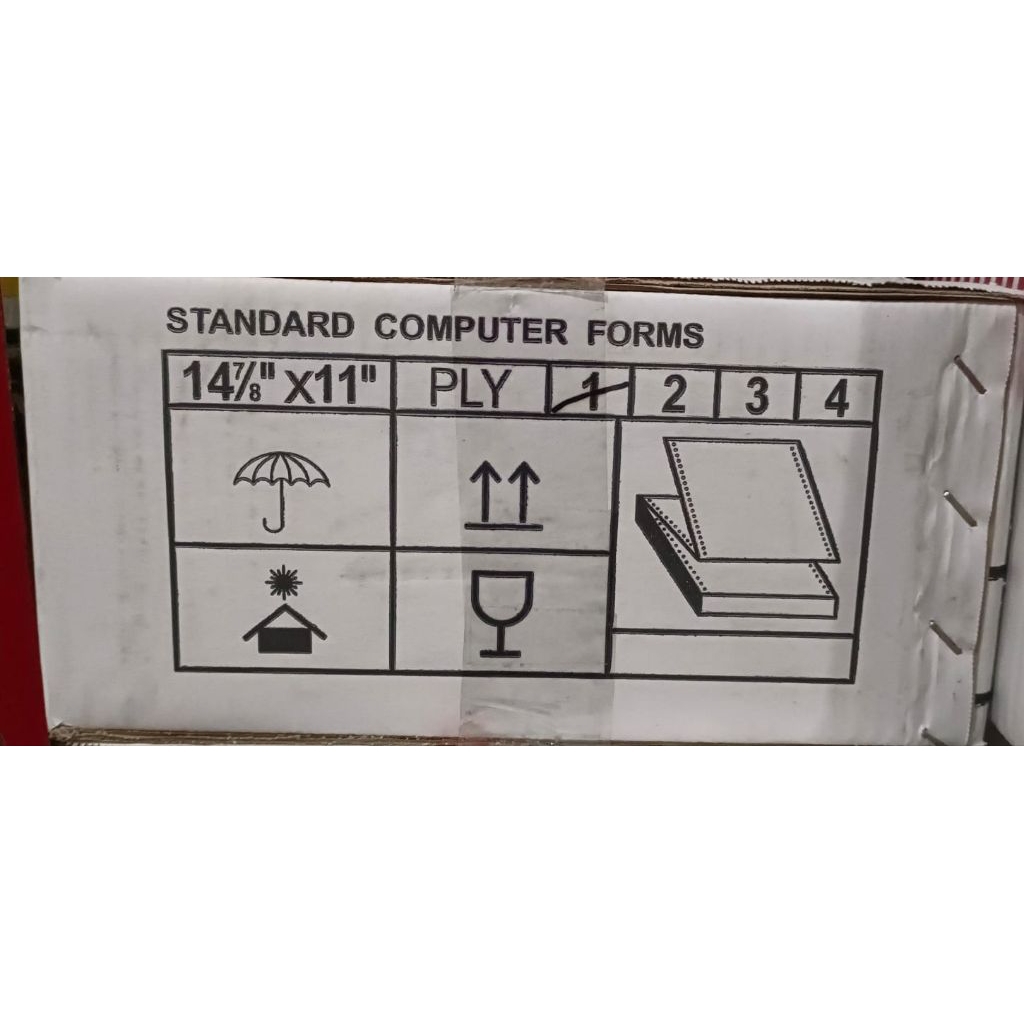 STANDARD COMPUTER FORMS
14⅞" X11" PLY 1 2 3 4